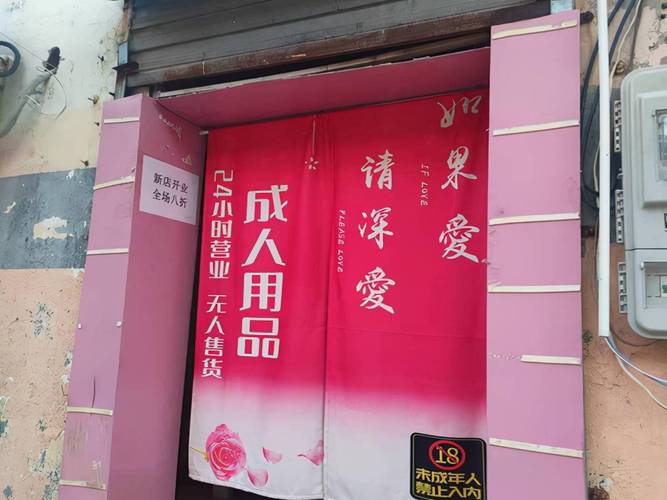 新店开业
全场八折
24小时营业 无人售货
成人用品
如果爱
IF LOVE
请深爱
PLEASE LOVE
18
未成年人
禁止入内